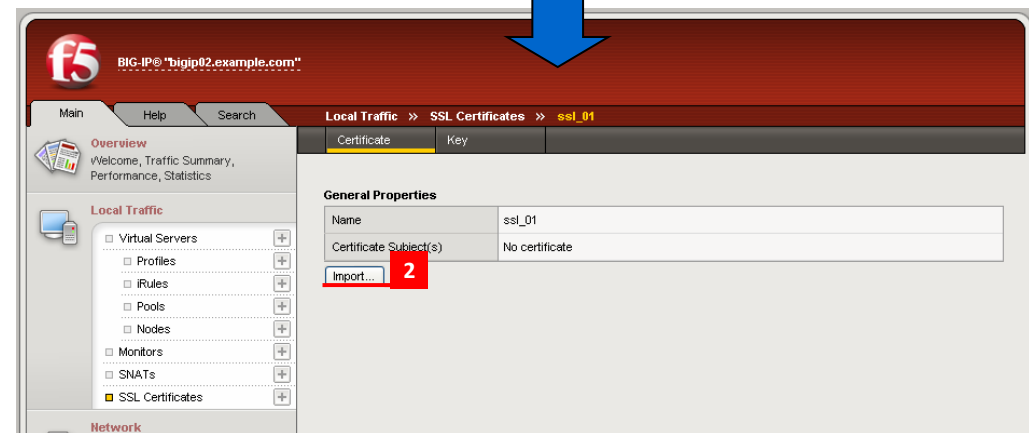 f5
BIG-IP® "bigip02.example.com"
Main
Help
Search
Local Traffic » SSL Certificates » ssl_01
Certificate
Key
Overview
Welcome, Traffic Summary,
Performance, Statistics
Local Traffic
Virtual Servers
Profiles
iRules
Pools
Nodes
Monitors
SNATs
SSL Certificates
Network
General Properties
Name ssl_01
Certificate Subject(s) No certificate
Import... 2